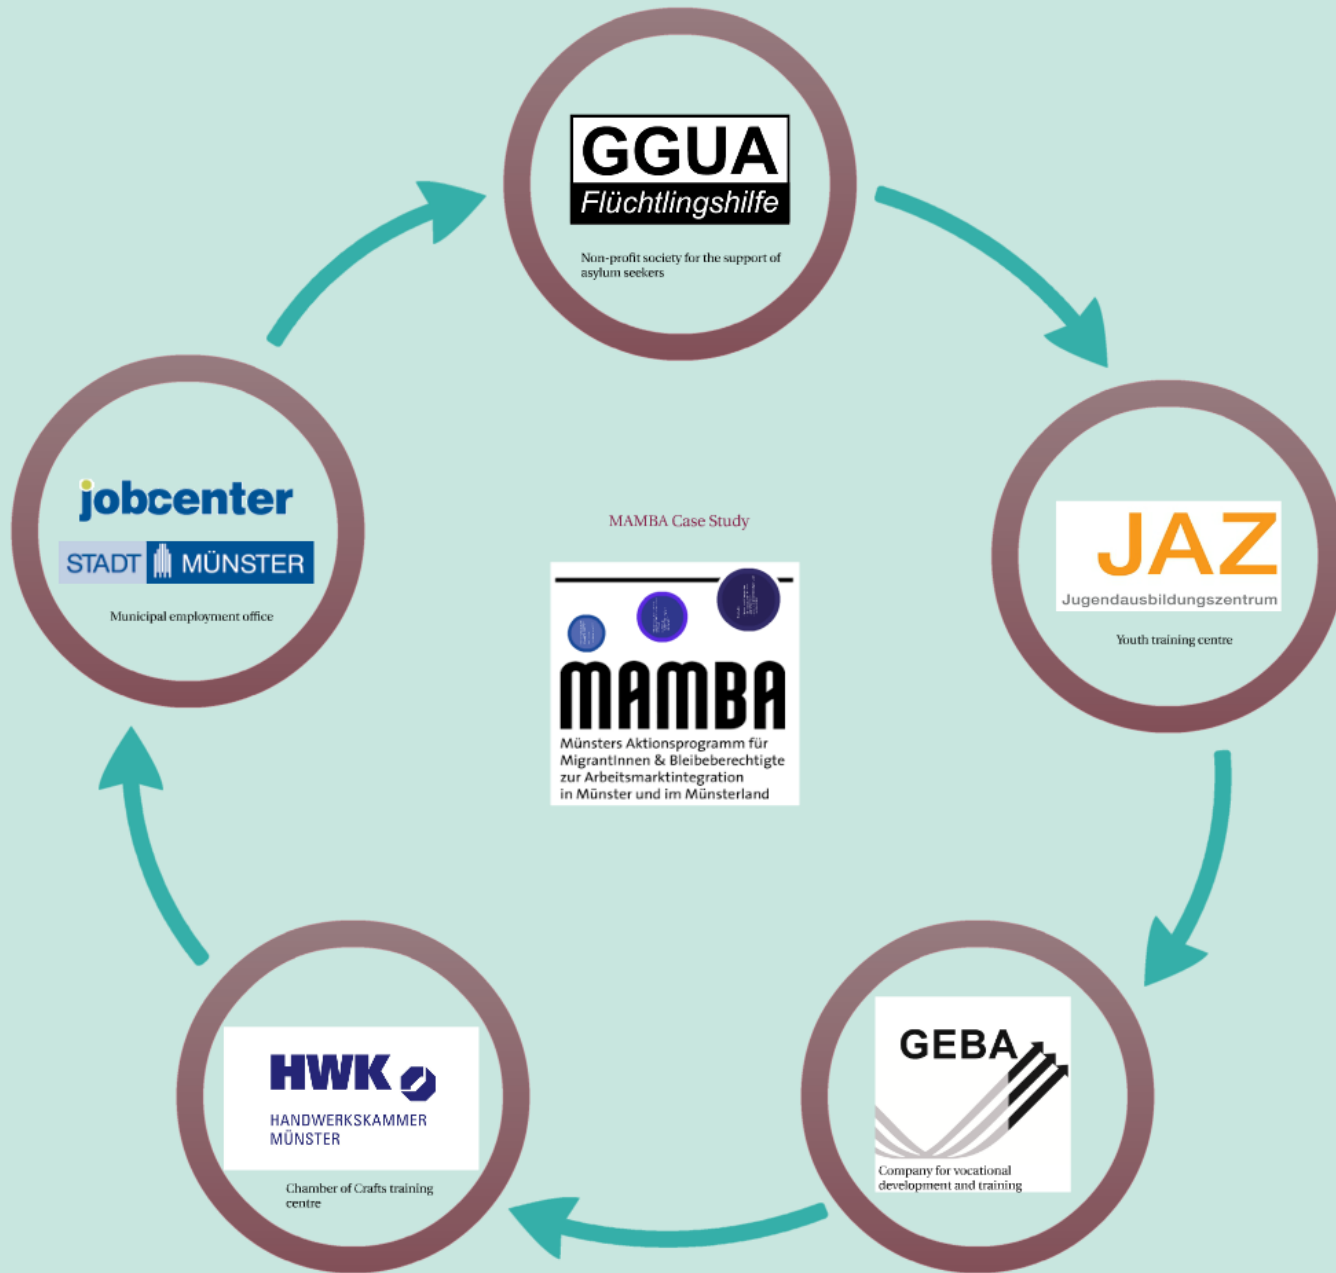 GGUA
Flüchtlingshilfe
Non-profit society for the support of
asylum seekers
jobcenter
STADT MÜNSTER
Municipal employment office
MAMBA Case Study
MAMBA
Münsters Aktionsprogramm für
MigrantInnen & Bleibeberechtigte
zur Arbeitsmarktintegration
in Münster und im Münsterland
JAZ
Jugendausbildungszentrum
Youth training centre
HWK
HANDWERKSKAMMER
MÜNSTER
Chamber of Crafts training
centre
GEBA
Company for vocational
development and training